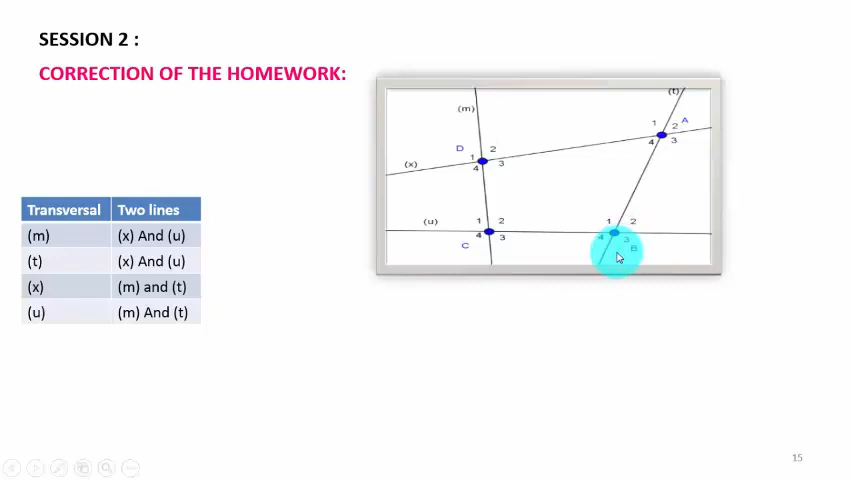 SESSION 2 :
CORRECTION OF THE HOMEWORK:
(t)
(m)
A
1 2
D 2
4 3
1
(x) 3
4
(u) 1 2
1 2
4 3
4 3
C B
Transversal Two lines
(m) (x) And (u)
(t) (x) And (u)
(x) (m) and (t)
(u) (m) And (t)
15